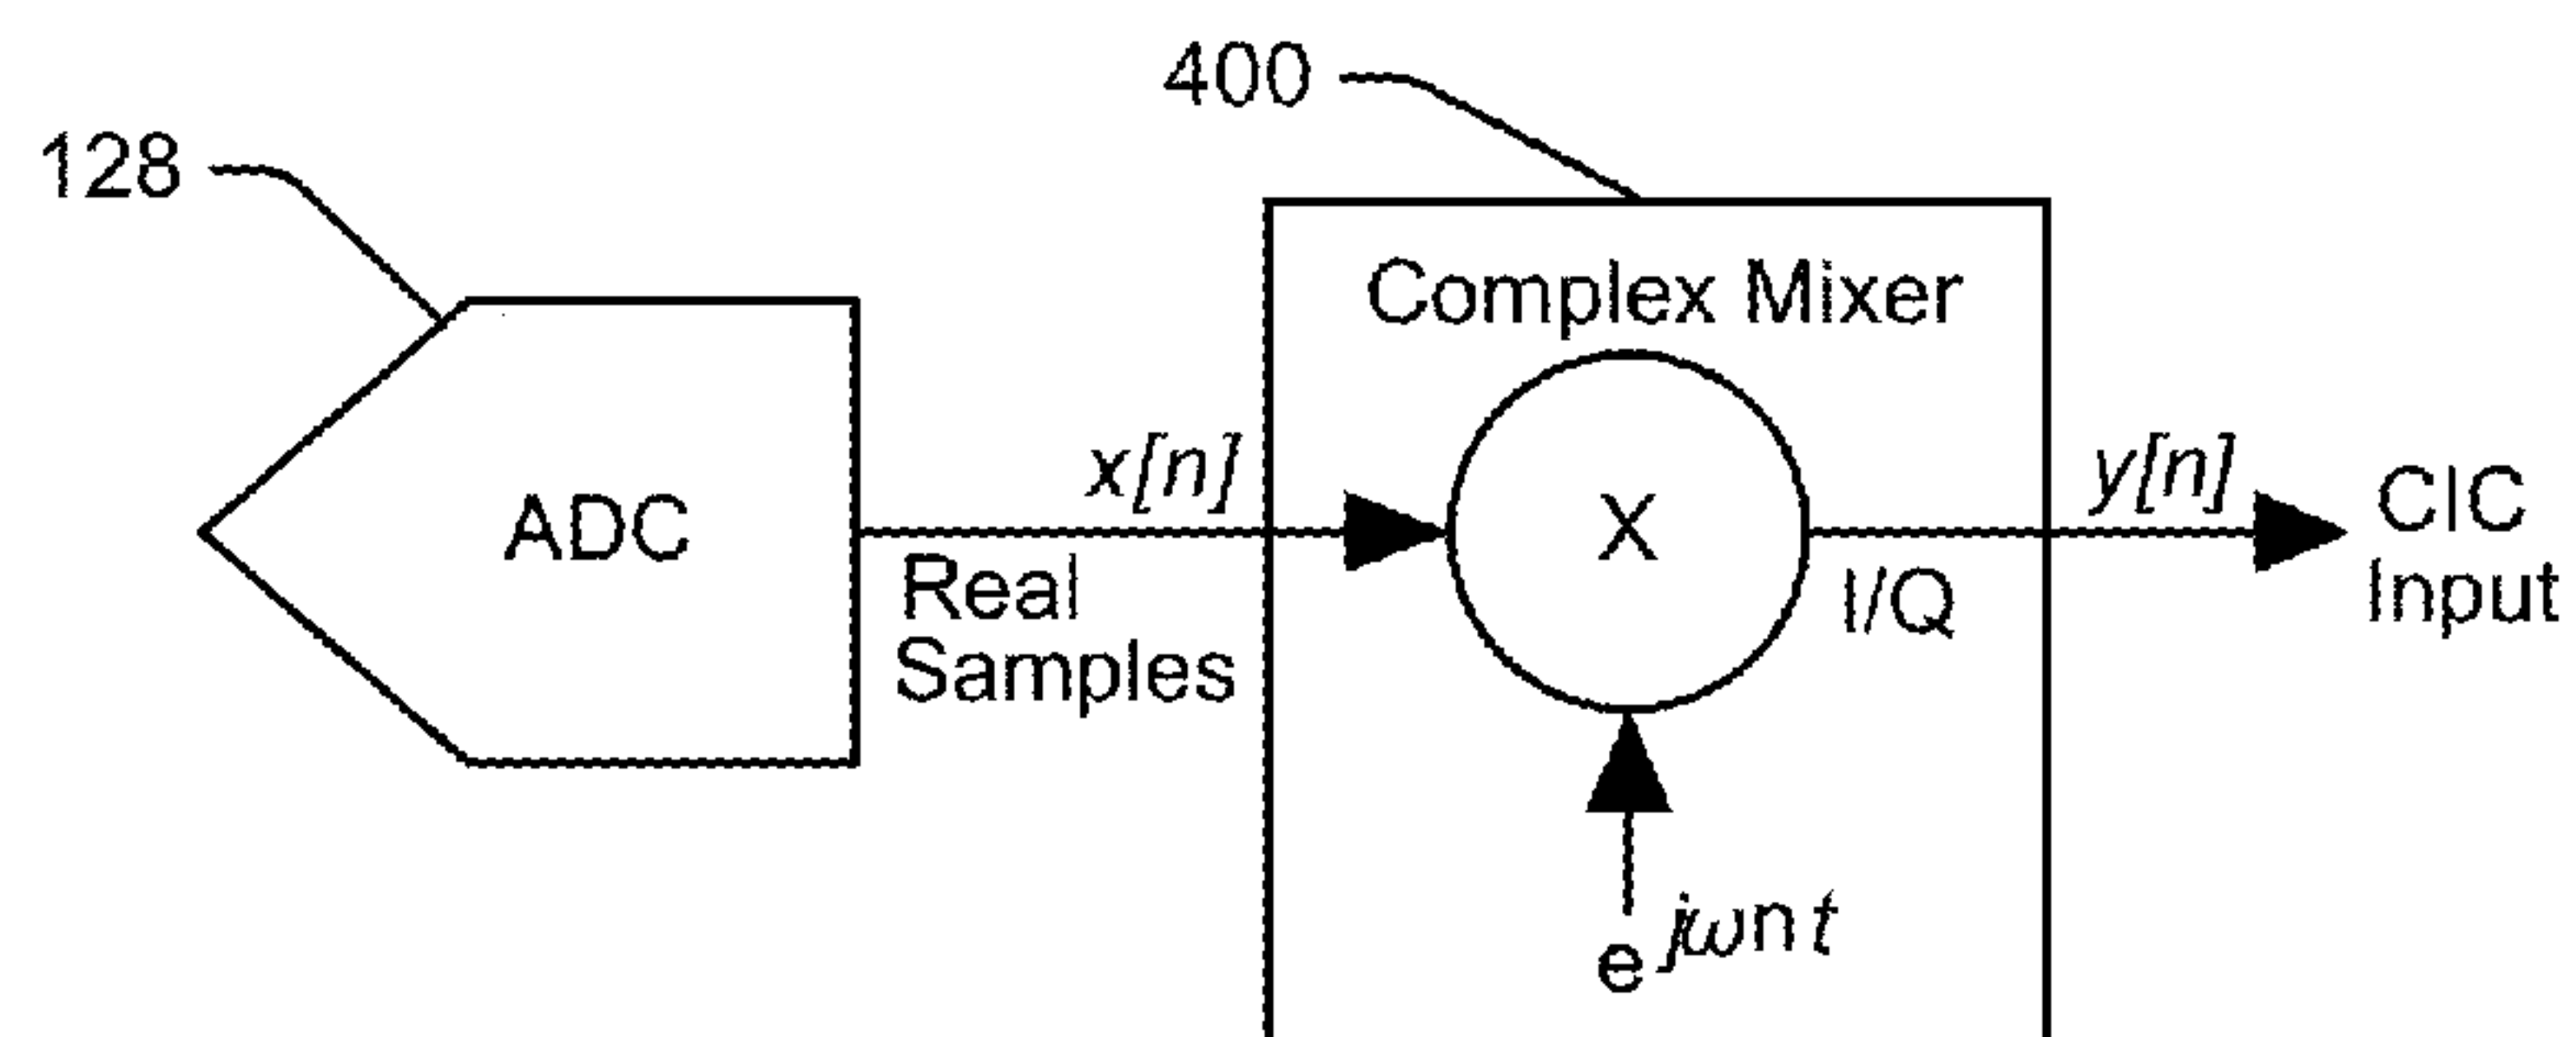 400
128
Complex Mixer
x[n]
y[n]
CIC
Input
ADC
X
Real
Samples
I/Q
e jωnt